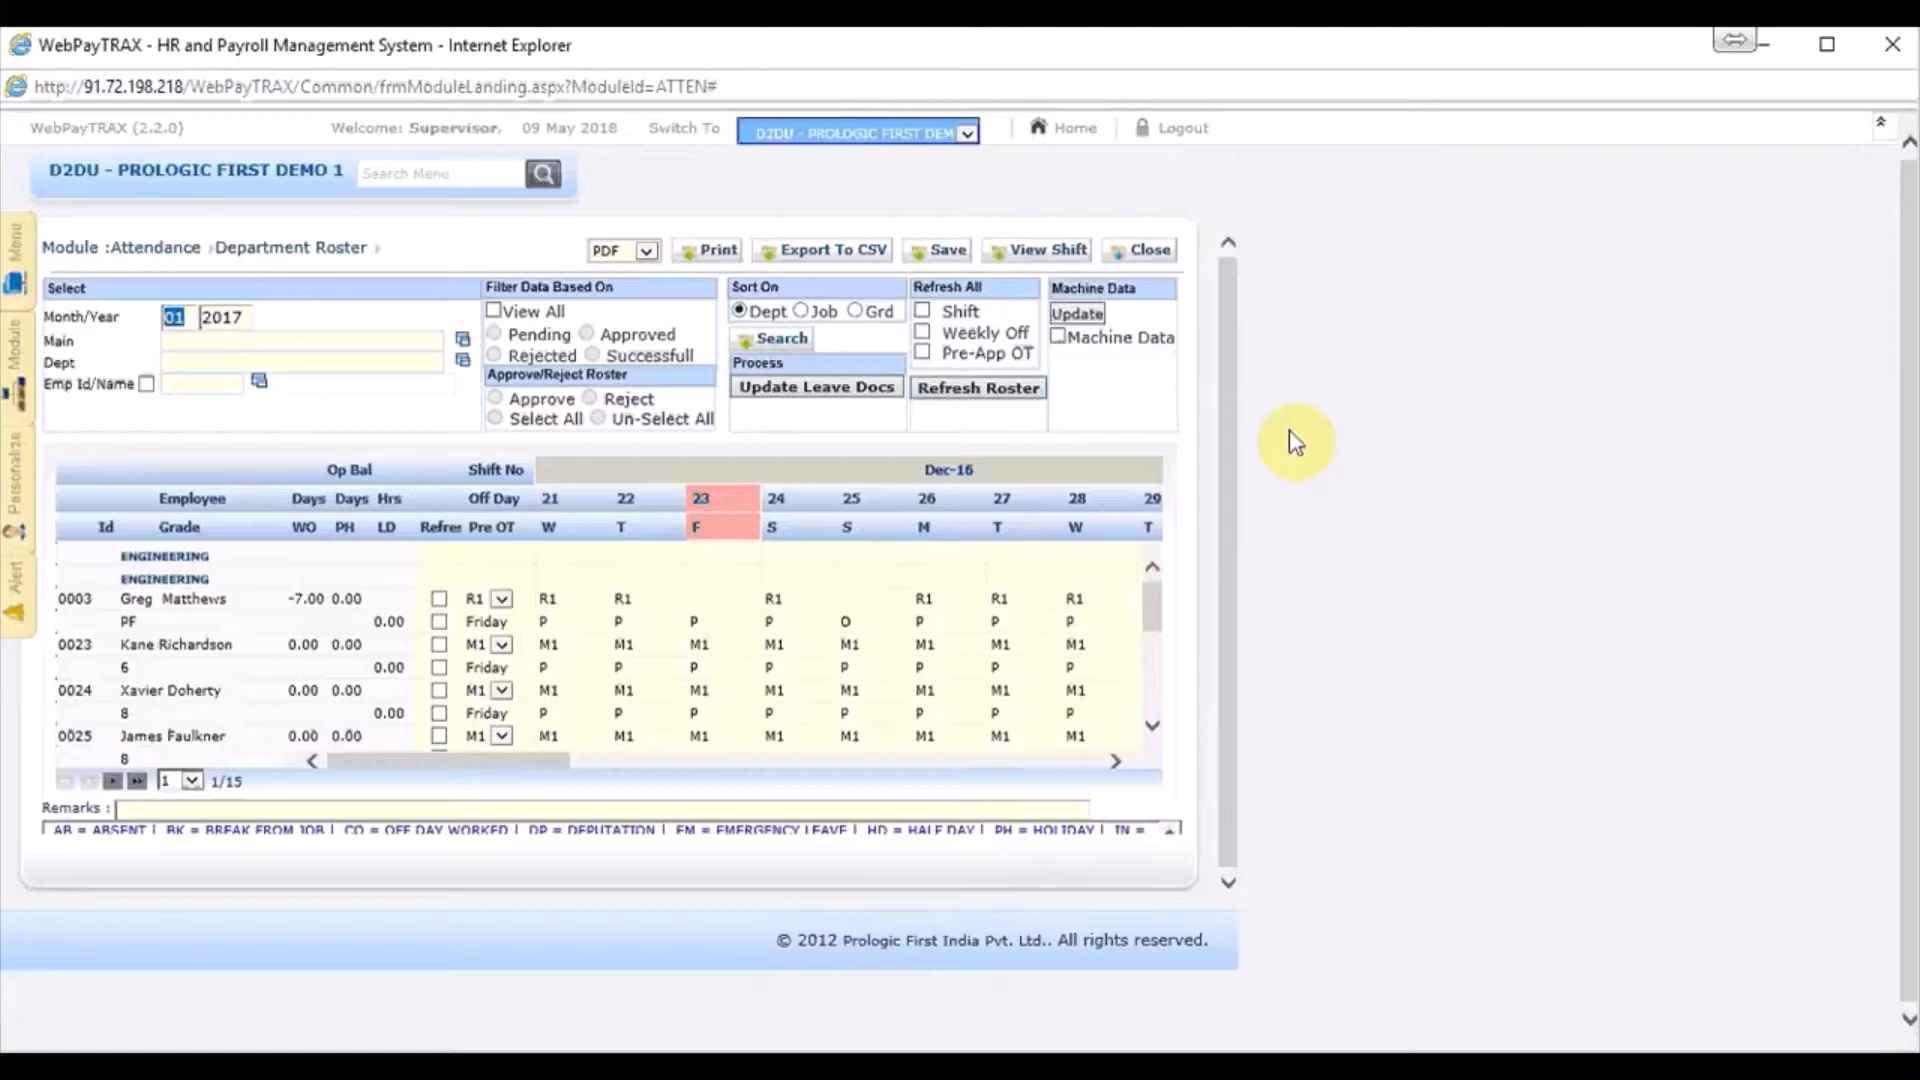 WebPayTRAX - HR and Payroll Management System - Internet Explorer
http://91.72.198.218/WebPayTRAX/Common/frmModuleLanding.aspx?ModuleId=ATTEN#
WebPayTRAX (2.2.0) Welcome: Supervisor, 09 May 2018 Switch To D2DU - PROLOGIC FIRST DEM Home Logout
D2DU - PROLOGIC FIRST DEMO 1 Search Menu
Menu
Module
Personalize
Alert
Module :Attendance Department Roster PDF Print Export To CSV Save View Shift Close
Select Filter Data Based On Sort On Refresh All Machine Data
Month/Year 01 2017 View All Dept Job Grd Shift Update
Main Pending Approved Search Weekly Off Machine Data
Dept Rejected Successfull Process Pre-App OT
Emp Id/Name Approve/Reject Roster Update Leave Docs Refresh Roster
Approve Reject
Select All Un-Select All
Op Bal Shift No Dec-16
Employee Days Days Hrs Off Day 21 22 23 24 25 26 27 28 29
Id Grade WO PH LD Refres Pre OT W T F S S M T W T
ENGINEERING
ENGINEERING
0003 Greg Matthews -7.00 0.00 R1 R1 R1 R1 R1 R1 R1
PF 0.00 Friday P P P P O P P P
0023 Kane Richardson 0.00 0.00 M1 M1 M1 M1 M1 M1 M1 M1 M1
6 0.00 Friday P P P P P P P P
0024 Xavier Doherty 0.00 0.00 M1 M1 M1 M1 M1 M1 M1 M1 M1
8 0.00 Friday P P P P P P P P
0025 James Faulkner 0.00 0.00 M1 M1 M1 M1 M1 M1 M1 M1 M1
8
1 1/15
Remarks :
AB = ABSENT | BK = BREAK FROM JOB | CO = OFF DAY WORKED | DP = DEPUTATION | EM = EMERGENCY LEAVE | HD = HALF DAY | PH = HOLIDAY | IN =
© 2012 Prologic First India Pvt. Ltd.. All rights reserved.